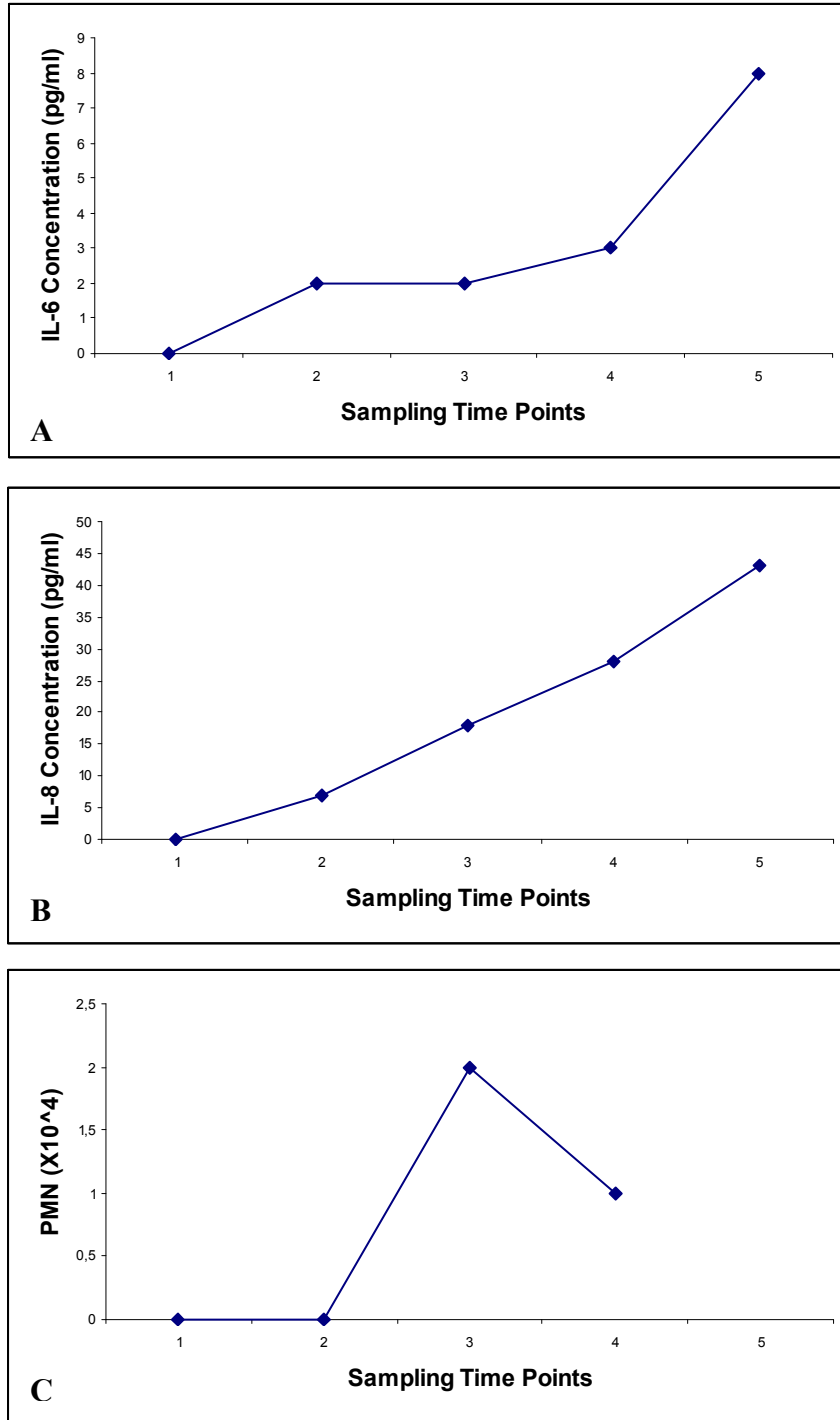 IL-6 Concentration (pg/ml)
9
8
7
6
5
4
3
2
1
0
1 2 3 4 5
Sampling Time Points
A
IL-8 Concentration (pg/ml)
50
45
40
35
30
25
20
15
10
5
0
1 2 3 4 5
Sampling Time Points
B
PMN (X10^4)
2,5
2
1,5
1
0,5
0
1 2 3 4 5
Sampling Time Points
C